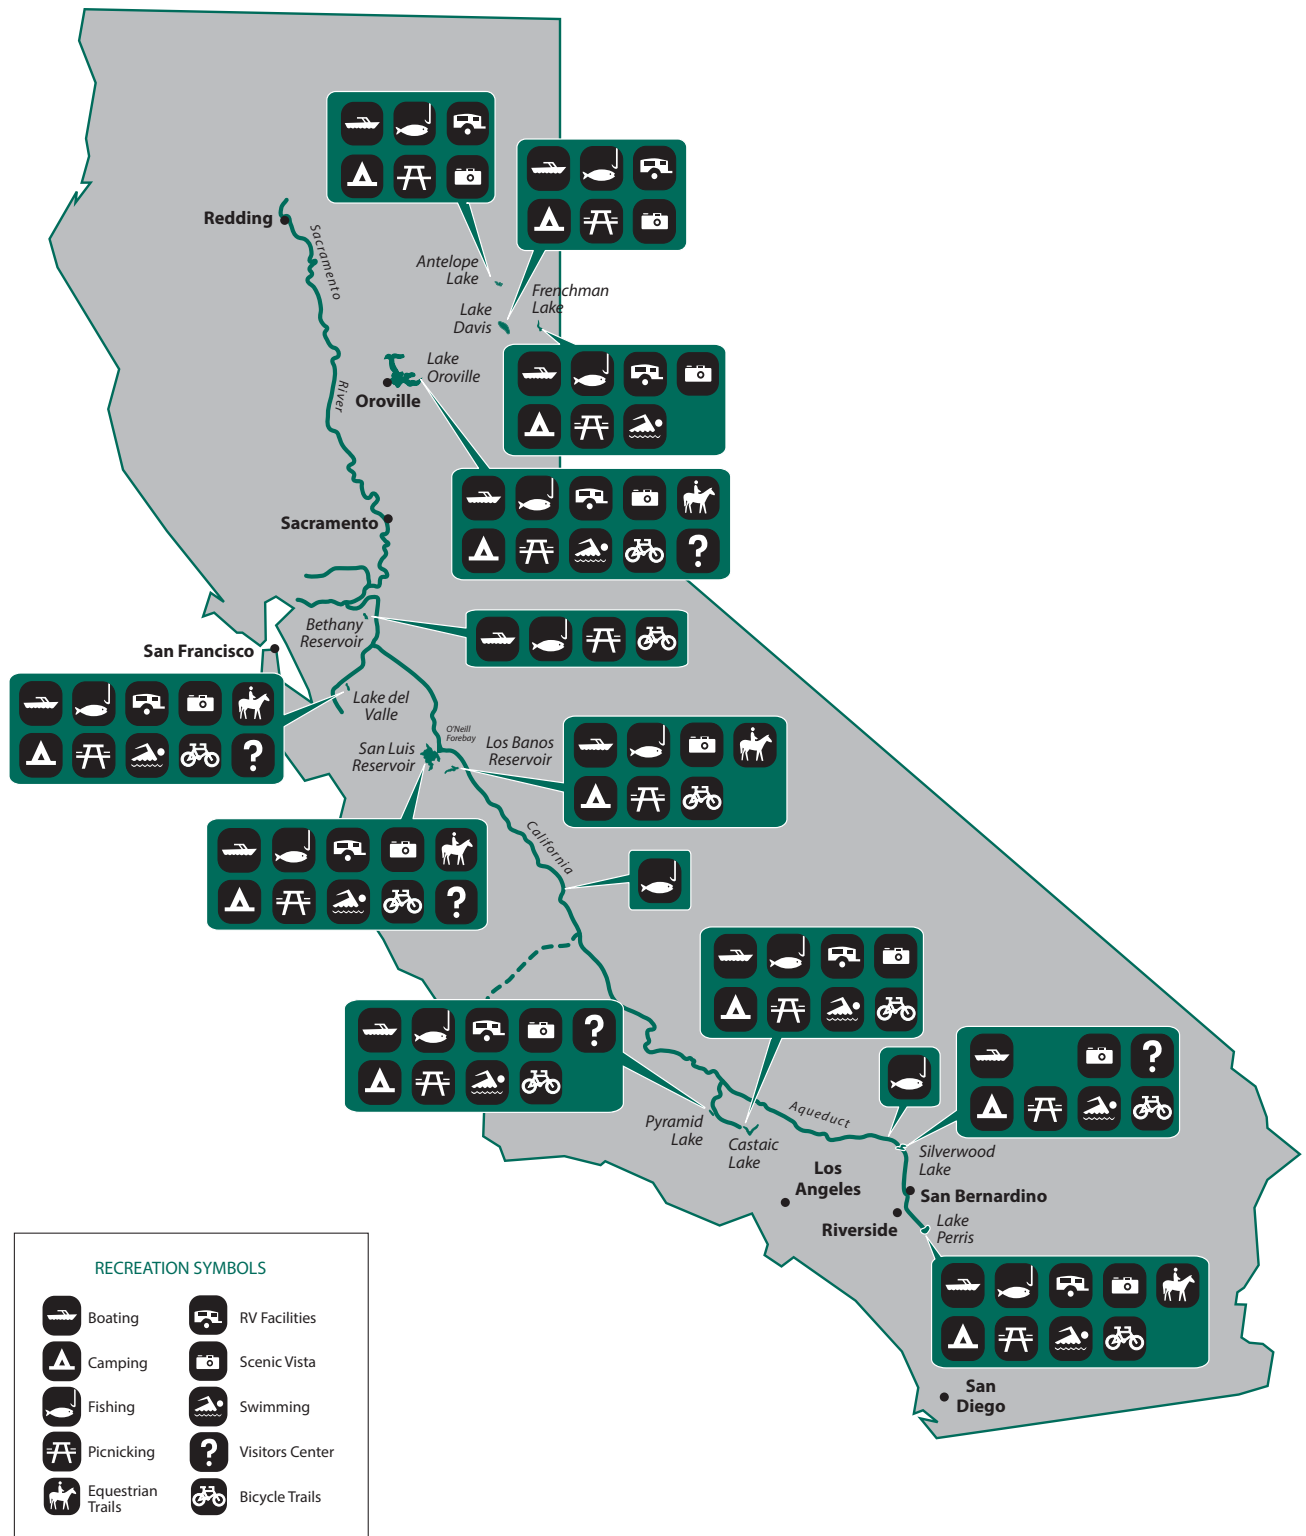 Redding
Sacramento
River
Antelope
Lake
Frenchman
Lake
Lake
Davis
Lake
Oroville
Oroville
Sacramento
Bethany
Reservoir
San Francisco
Lake del
Valle
O'Neill
Forebay
San Luis
Reservoir
Los Banos
Reservoir
California
Aqueduct
Pyramid
Lake
Castaic
Lake
Silverwood
Lake
Los
Angeles
San Bernardino
Riverside
Lake
Perris
San
Diego
RECREATION SYMBOLS
Boating
RV Facilities
Camping
Scenic Vista
Fishing
Swimming
Picnicking
Visitors Center
Equestrian
Trails
Bicycle Trails